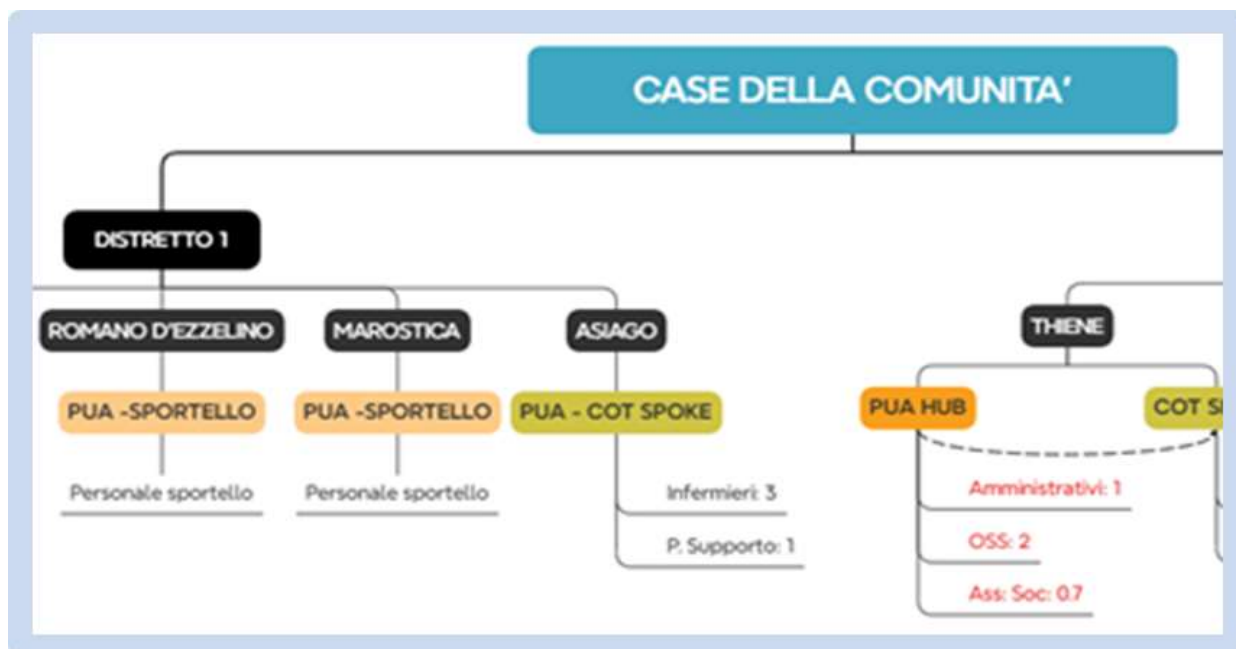 CASE DELLA COMUNITA'
DISTRETTO 1
ROMANO D'EZZELINO
MAROSTICA
ASIAGO
THIENE
PUA -SPORTELLO
PUA -SPORTELLO
PUA - COT SPOKE
PUA HUB
COT
Personale sportello
Personale sportello
Infermieri: 3
P. Supporto: 1
Amministrativi: 1
OSS: 2
Ass: Soc: 0.7